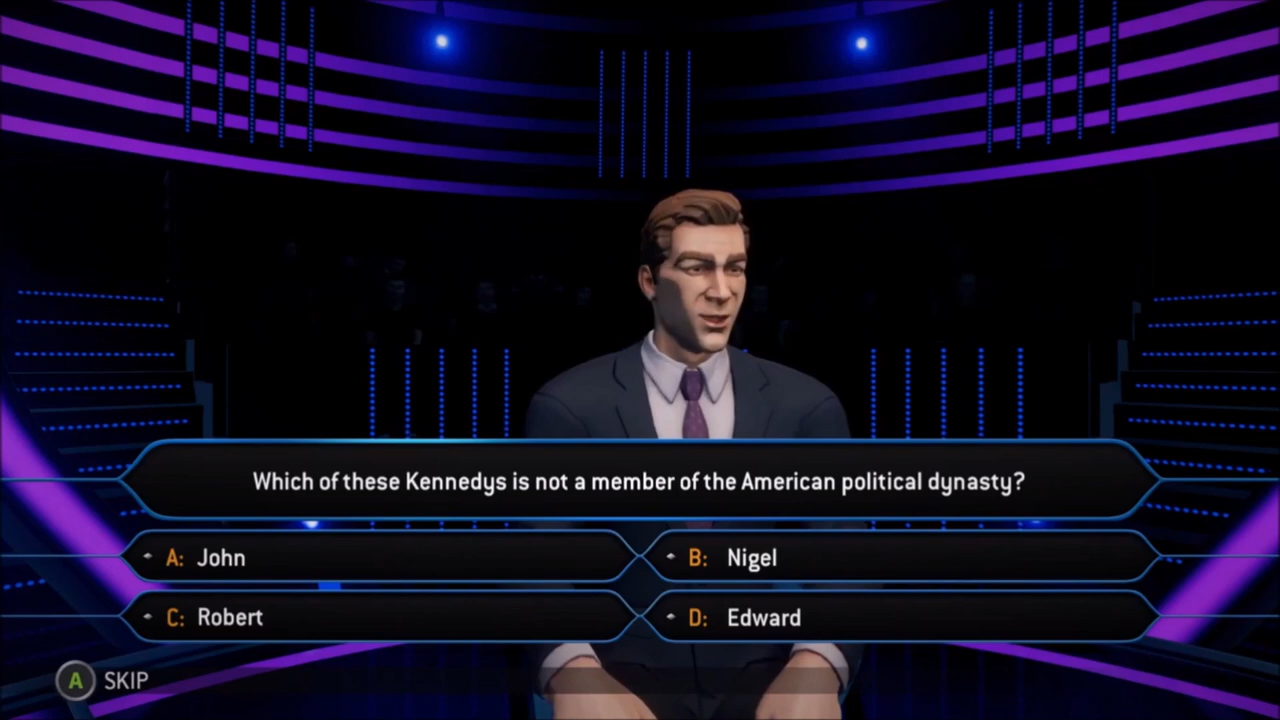 Which of these Kennedys is not a member of the American political dynasty?
A: John
B: Nigel
C: Robert
D: Edward
A SKIP